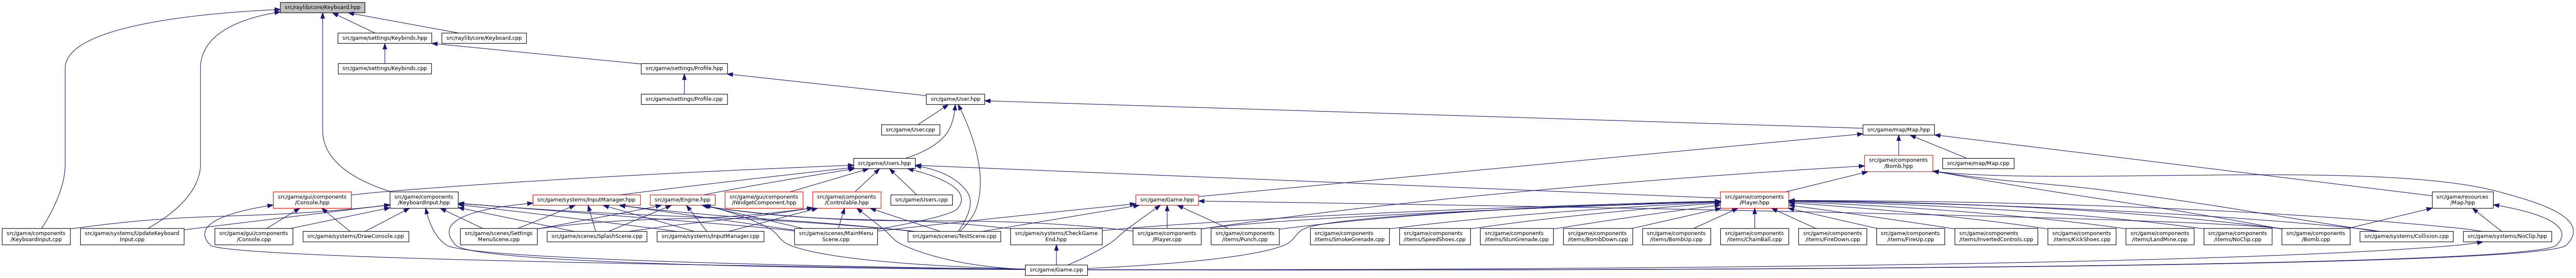 src/raylib/core/Keyboard.hpp
src/game/settings/Keybinds.hpp
src/raylib/core/Keyboard.cpp
src/game/settings/Keybinds.cpp
src/game/settings/Profile.hpp
src/game/settings/Profile.cpp
src/game/User.hpp
src/game/User.cpp
src/game/map/Map.hpp
src/game/Users.hpp
src/game/components
/Bomb.hpp
src/game/map/Map.cpp
src/game/gui/components
/Console.hpp
src/game/components
/KeyboardInput.hpp
src/game/systems/InputManager.hpp
src/game/Engine.hpp
src/game/gui/components
/WidgetComponent.hpp
src/game/components
/Controlable.hpp
src/game/Users.cpp
src/game/Game.hpp
src/game/components
/Player.hpp
src/game/resources
/Map.hpp
src/game/components
/KeyboardInput.cpp
src/game/systems/UpdateKeyboard
Input.cpp
src/game/gui/components
/Console.cpp
src/game/systems/DrawConsole.cpp
src/game/scenes/Settings
MenuScene.cpp
src/game/scenes/SplashScene.cpp
src/game/systems/InputManager.cpp
src/game/scenes/MainMenu
Scene.cpp
src/game/scenes/TestScene.cpp
src/game/systems/CheckGame
End.hpp
src/game/components
/Player.cpp
src/game/components
/items/Punch.cpp
src/game/components
/items/SmokeGrenade.cpp
src/game/components
/items/SpeedShoes.cpp
src/game/components
/items/StunGrenade.cpp
src/game/components
/items/BombDown.cpp
src/game/components
/items/BombUp.cpp
src/game/components
/items/ChainBall.cpp
src/game/components
/items/FireDown.cpp
src/game/components
/items/FireUp.cpp
src/game/components
/items/InvertedControls.cpp
src/game/components
/items/KickShoes.cpp
src/game/components
/items/LandMine.cpp
src/game/components
/items/NoClip.cpp
src/game/components
/Bomb.cpp
src/game/systems/Collision.cpp
src/game/systems/NoClip.hpp
src/game/Game.cpp